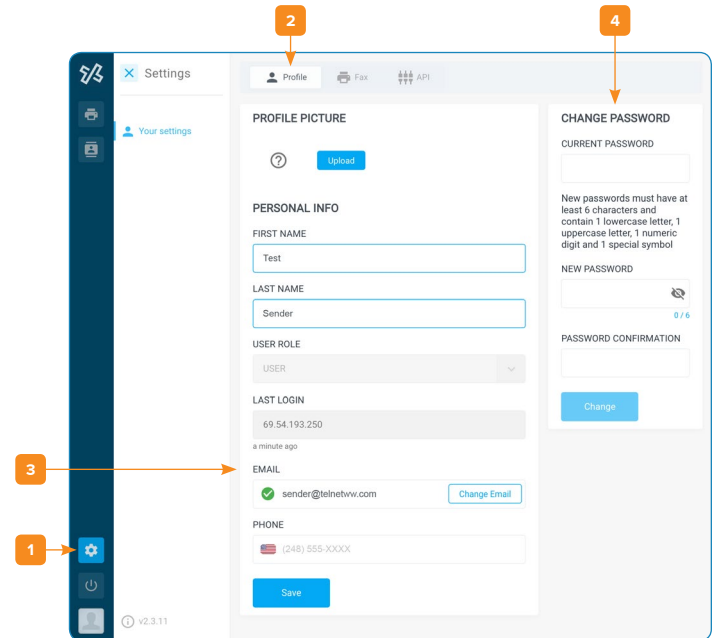 2
4
Settings
Profile
Fax
API
Your settings
PROFILE PICTURE
Upload
PERSONAL INFO
FIRST NAME
Test
LAST NAME
Sender
USER ROLE
USER
LAST LOGIN
69.54.193.250
a minute ago
3
EMAIL
sender@telnetww.com
Change Email
PHONE
1
(248) 555-XXXX
Save
v2.3.11
CHANGE PASSWORD
CURRENT PASSWORD
New passwords must have at
least 6 characters and
contain 1 lowercase letter, 1
uppercase letter, 1 numeric
digit and 1 special symbol
NEW PASSWORD
0 / 6
PASSWORD CONFIRMATION
Change